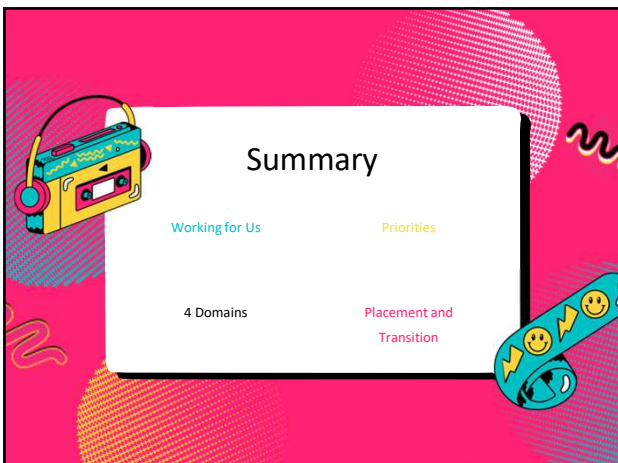 Summary
Working for Us
Priorities
4 Domains
Placement and
Transition